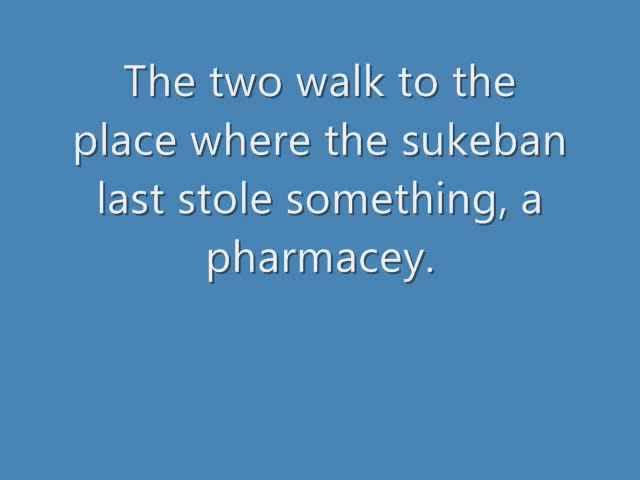 The two walk to the
place where the sukeban
last stole something, a
pharmacey.